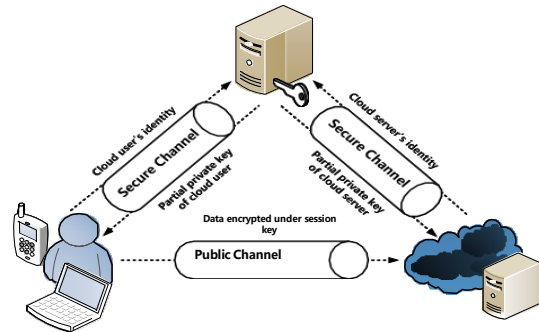 Cloud user's identity
Secure Channel
Partial private key
of cloud user
Cloud server's identity
Secure Channel
Partial private key
of cloud server
Data encrypted under session
key
Public Channel